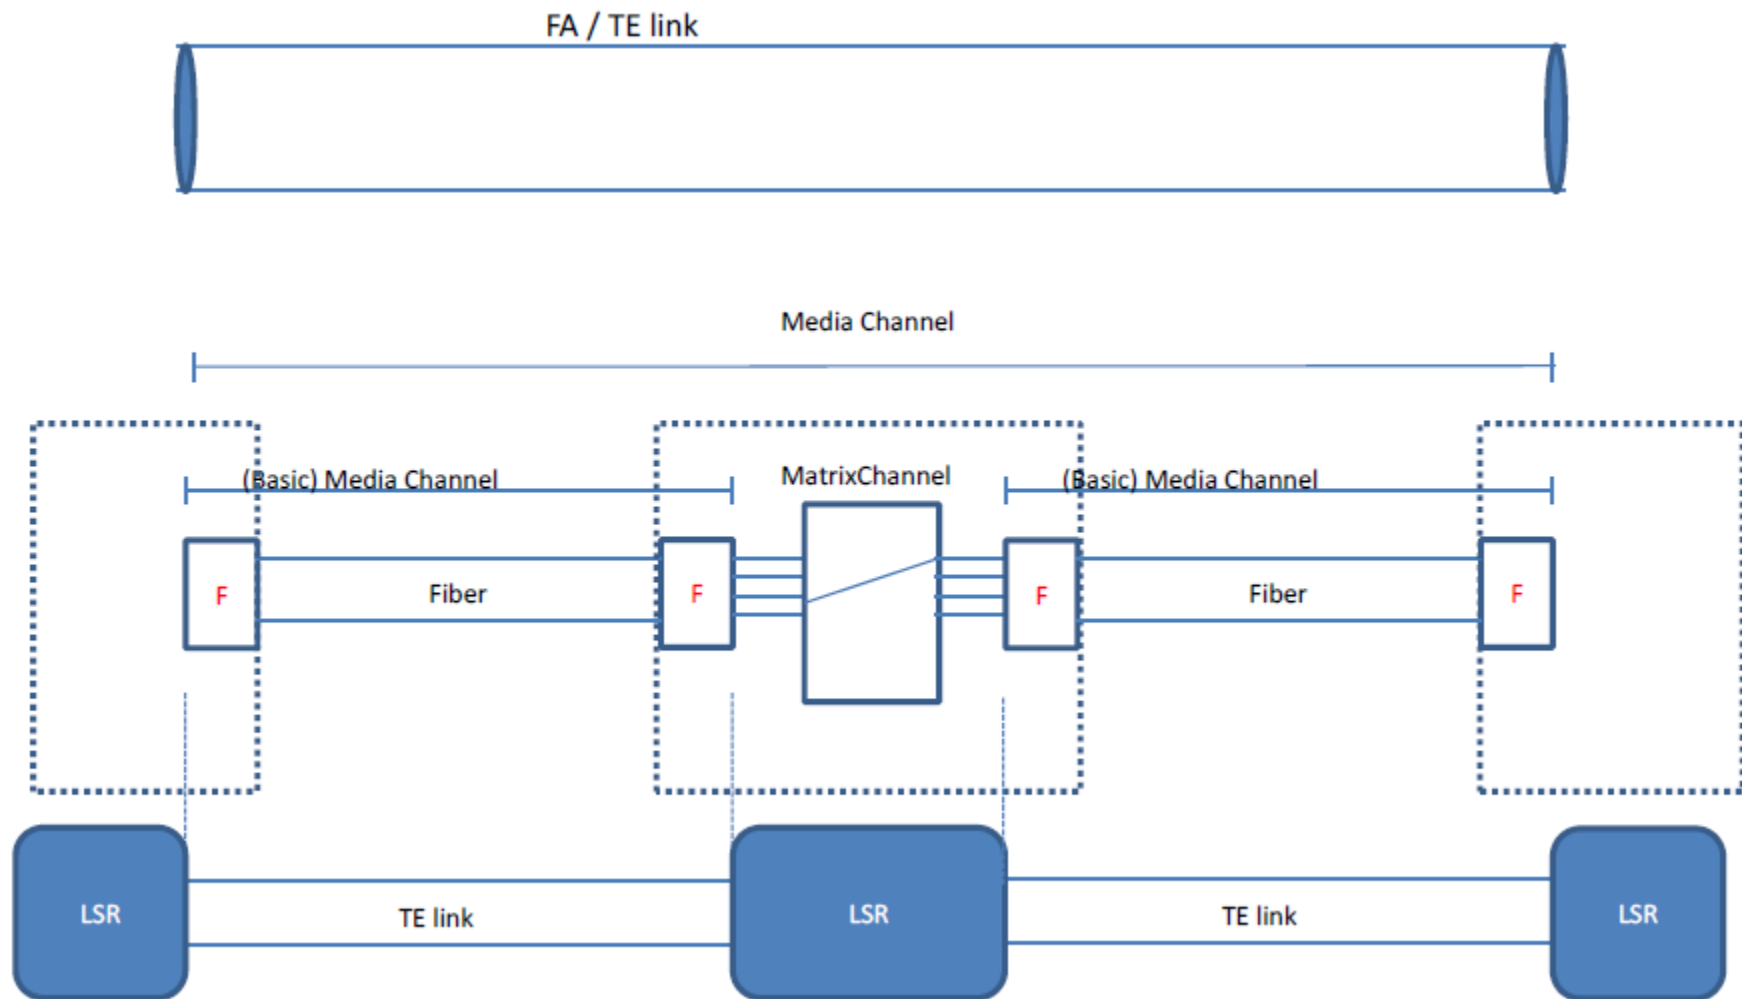 FA / TE link
Media Channel
(Basic) Media Channel
MatrixChannel
(Basic) Media Channel
F
Fiber
F
F
Fiber
F
LSR
TE link
LSR
TE link
LSR